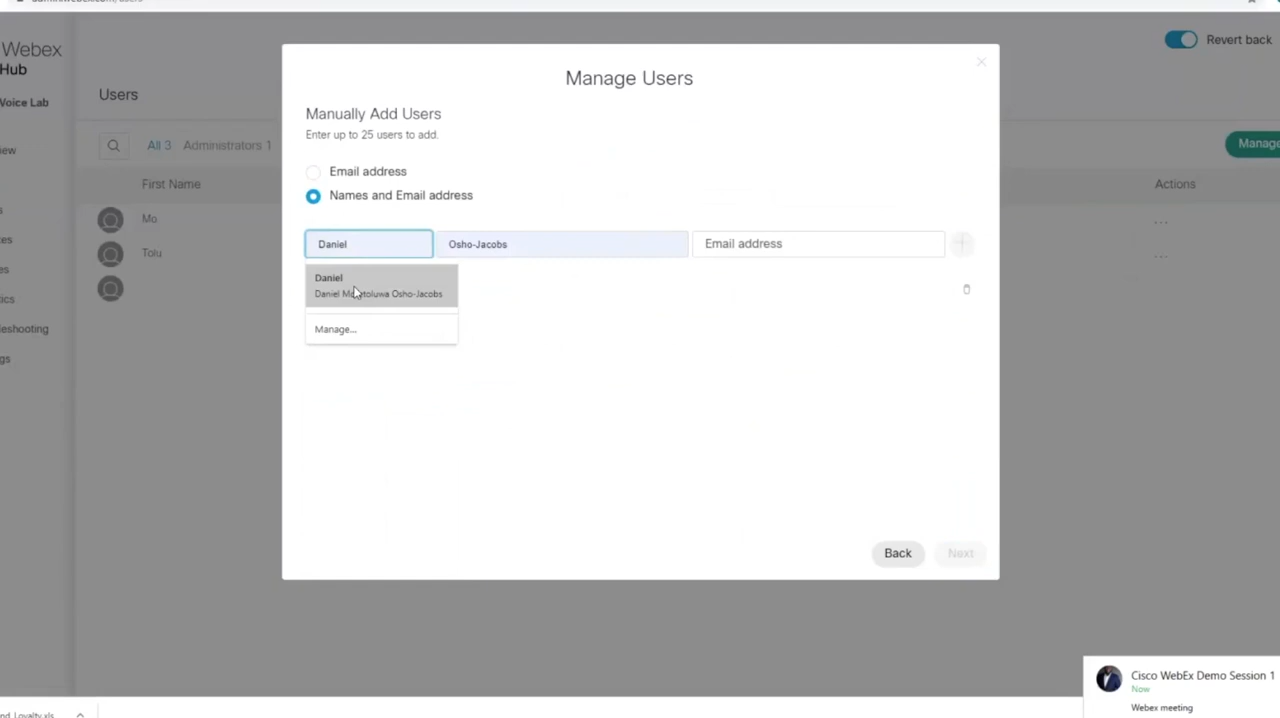 Webex
Revert back
Hub
Manage Users
Voice Lab
Users
Manually Add Users
Enter up to 25 users to add.
All 3 Administrators 1
Manage
Email address
First Name
Actions
Names and Email address
Mo
Daniel
Osho-Jacobs
Email address
Tolu
Daniel
Osho-Jacobs
Manage...
leshooting
Back
Next
Cisco WebEx Demo Session 1
Now
Webex meeting